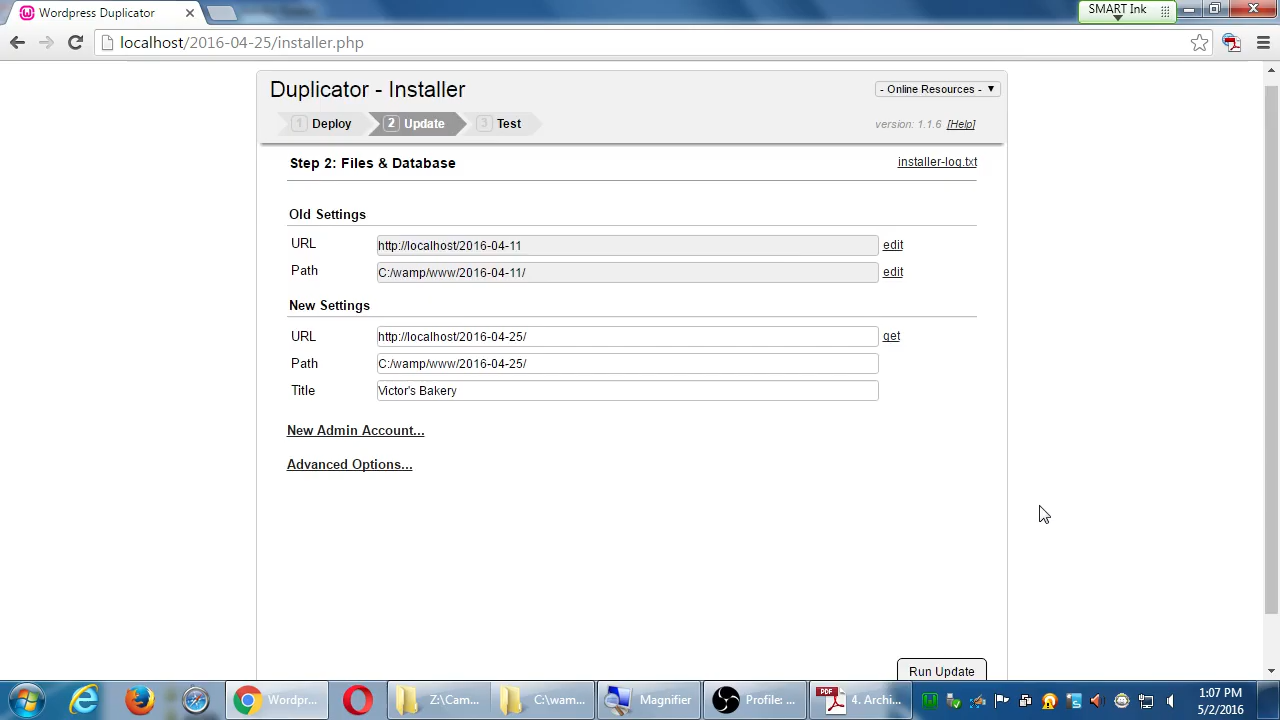 Wordpress Duplicator
SMART Ink
localhost/2016-04-25/installer.php
Duplicator - Installer
- Online Resources -
1 Deploy
2 Update
3 Test
version: 1.1.6 [Help]
Step 2: Files & Database
installer-log.txt
Old Settings
URL
http://localhost/2016-04-11
edit
Path
C:/wamp/www/2016-04-11/
edit
New Settings
URL
http://localhost/2016-04-25/
get
Path
C:/wamp/www/2016-04-25/
Title
Victor's Bakery
New Admin Account...
Advanced Options...
Run Update
Wordpr...
Z:\Cam...
C:\wam...
Magnifier
Profile: ...
PDF
4. Archi...
1:07 PM
5/2/2016